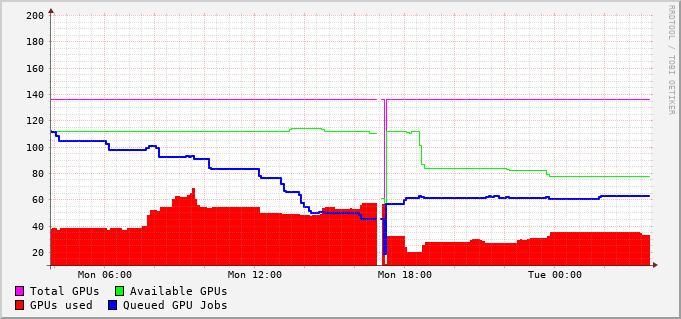 200
180
160
140
120
100
80
60
40
20
Mon 06:00 Mon 12:00 Mon 18:00 Tue 00:00
Total GPUs Available GPUs
GPUs used Queued GPU Jobs
RRDTOOL / TOBI OETIKER